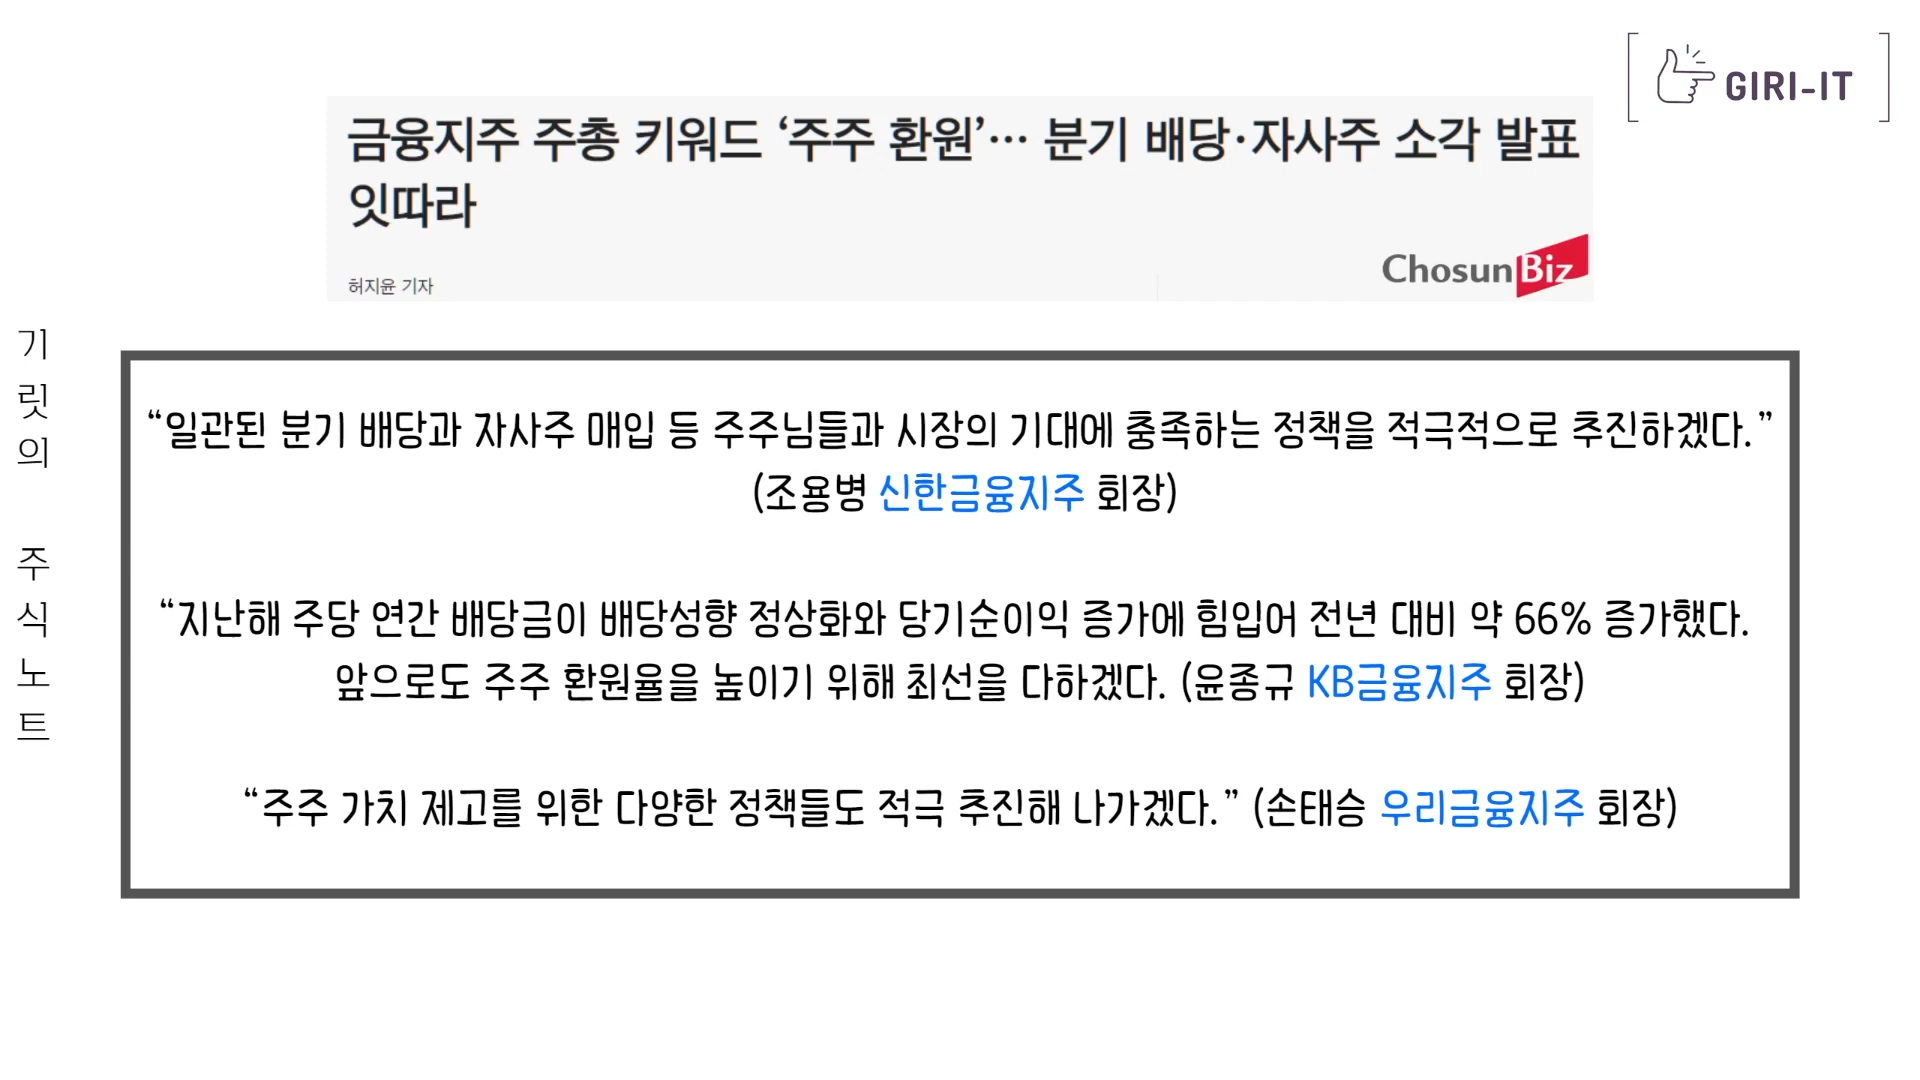 GIRI-IT
금융지주 주총 키워드 ‘주주 환원’… 분기 배당·자사주 소각 발표
잇따라
허지윤 기자
ChosunBiz
기릿의 주식노트
“일관된 분기 배당과 자사주 매입 등 주주님들과 시장의 기대에 충족하는 정책을 적극적으로 추진하겠다.”
(조용병 신한금융지주 회장)
“지난해 주당 연간 배당금이 배당성향 정상화와 당기순이익 증가에 힘입어 전년 대비 약 66% 증가했다.
앞으로도 주주 환원율을 높이기 위해 최선을 다하겠다. (윤종규 KB금융지주 회장)
“주주 가치 제고를 위한 다양한 정책들도 적극 추진해 나가겠다.” (손태승 우리금융지주 회장)